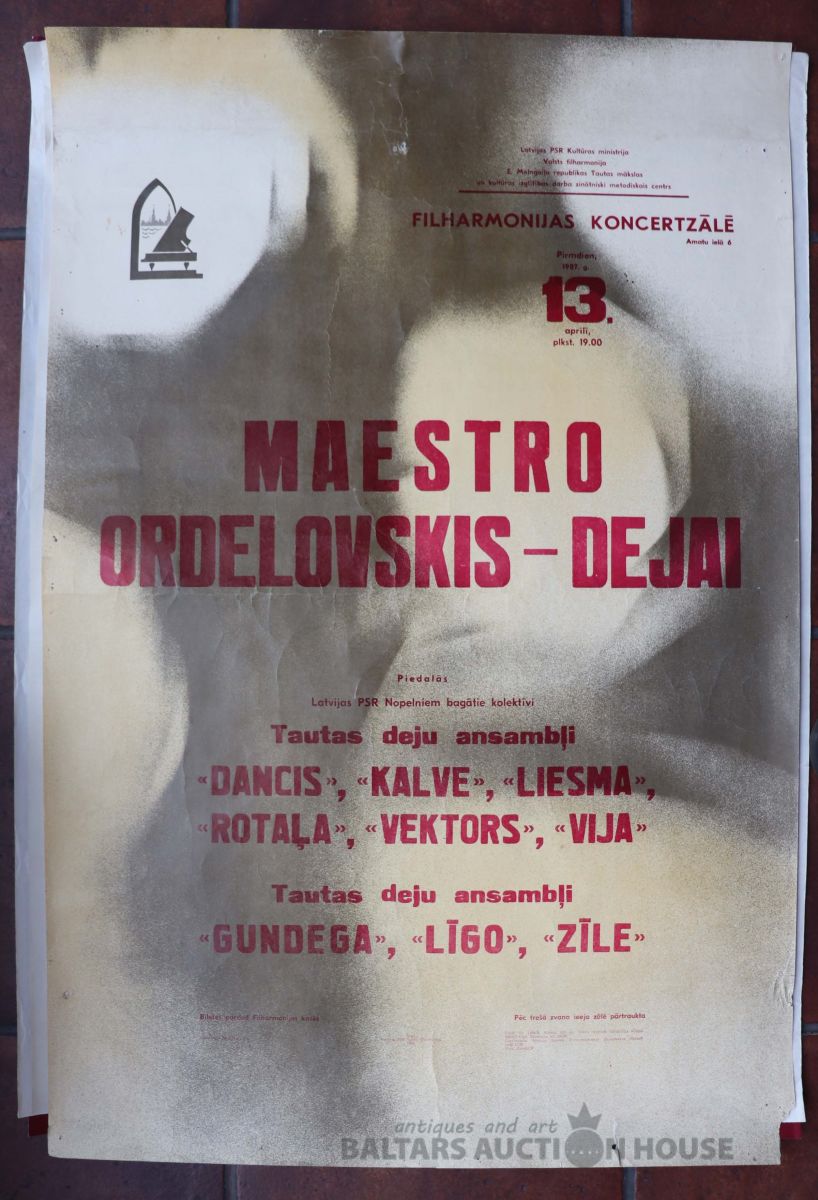 Latvijas PSR Kultūras ministrija
Valsts filharmonija
E. Melngaiļa republikas Tautas mākslas
un kultūras izglītības darba zinātniski metodiskais centrs
FILHARMONIJAS KONCERTZĀLĒ
Amatu ielā 6
Pirmdien,
1987. g.
13.
aprīlī,
plkst. 19.00
MAESTRO
ORDELOVSKIS – DEJAI
Piedalās
Latvijas PSR Nopelniem bagātie kolektīvi
Tautas deju ansambļi
«DANCIS», «KALVE», «LIESMA»,
«ROTAĻA», «VEKTORS», «VIJA»
Tautas deju ansambļi
«GUNDEGA», «LĪGO», «ZĪLE»
Biļetes pārdod Filharmonijas kasēs
Pēc trešā zvana ieeja zālē pārtraukta
antiques and art
BALTARS AUCTION HOUSE